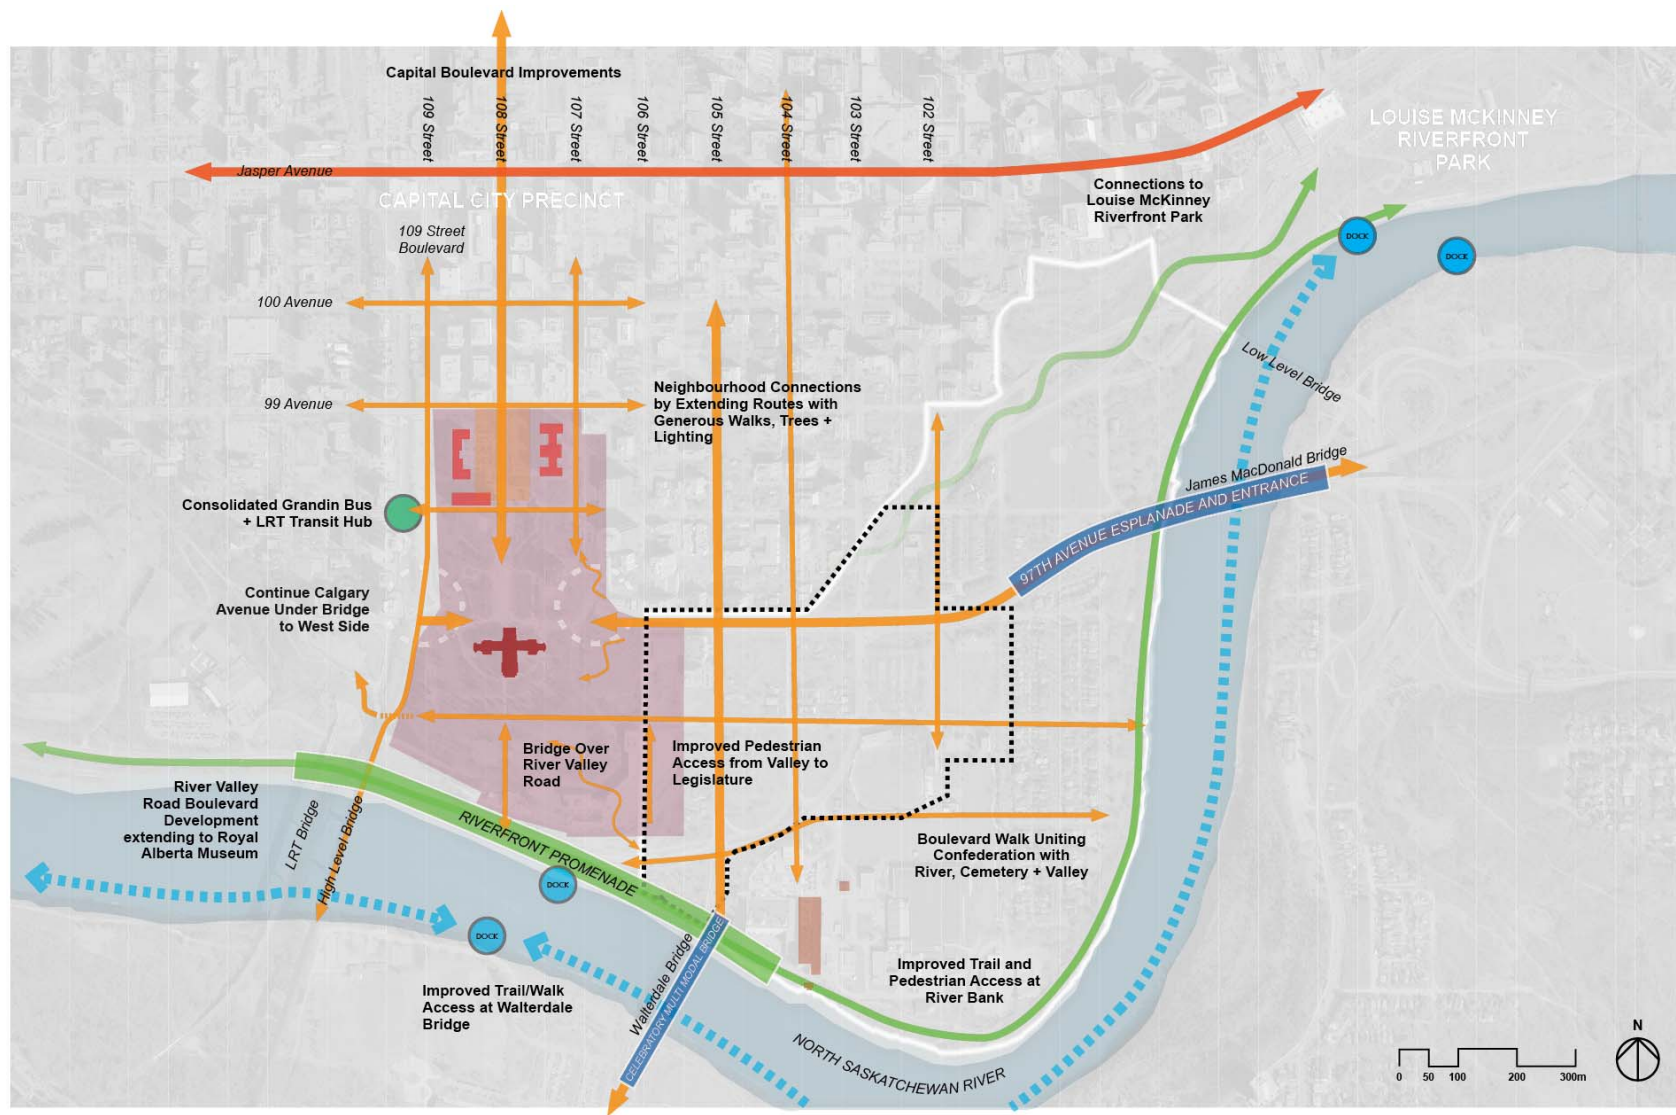 Capital Boulevard Improvements
109 Street
108 Street
107 Street
106 Street
105 Street
104 Street
103 Street
102 Street
LOUISE MCKINNEY
RIVERFRONT
PARK
Jasper Avenue
CAPITAL CITY PRECINCT
Connections to
Louise McKinney
Riverfront Park
109 Street
Boulevard
DOCK
DOCK
100 Avenue
Low Level Bridge
99 Avenue
Neighbourhood Connections
by Extending Routes with
Generous Walks, Trees +
Lighting
James MacDonald Bridge
97TH AVENUE ESPLANADE AND ENTRANCE
Consolidated Grandin Bus
+ LRT Transit Hub
Continue Calgary
Avenue Under Bridge
to West Side
Bridge Over
River Valley
Road
Improved Pedestrian
Access from Valley to
Legislature
River Valley
Road Boulevard
Development
extending to Royal
Alberta Museum
LRT Bridge
High Level Bridge
RIVERFRONT PROMENADE
Boulevard Walk Uniting
Confederation with
River, Cemetery + Valley
DOCK
DOCK
Improved Trail/Walk
Access at Walterdale
Bridge
Walterdale Bridge
CELEBRATORY MULTI MODAL BRIDGE
Improved Trail and
Pedestrian Access at
River Bank
NORTH SASKATCHEWAN RIVER
N
0 50 100 200 300m